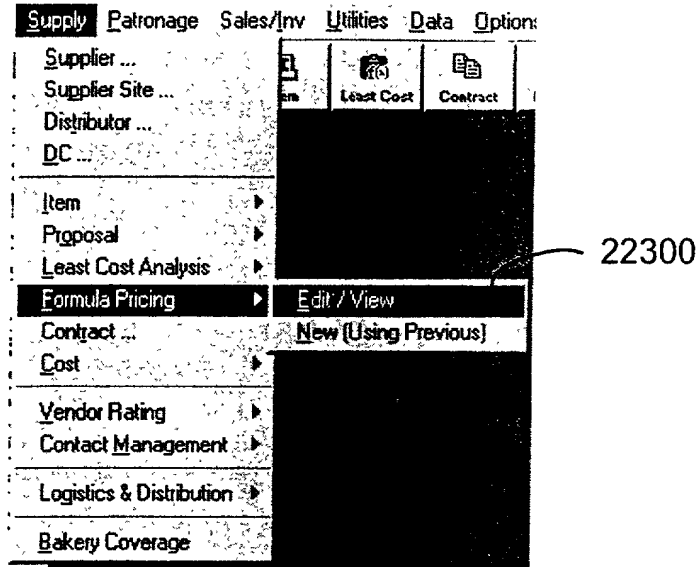 Supply Patronage Sales/Inv Utilities Data
Supplier ...
Supplier Site ...
Distributor ...
DC ...
Least Cost Contract
Item
Proposal
Least Cost Analysis
22300
Formula Pricing Edit / View
Contract ... New (Using Previous)
Cost
Vendor Rating
Contact Management
Logistics & Distribution
Bakery Coverage